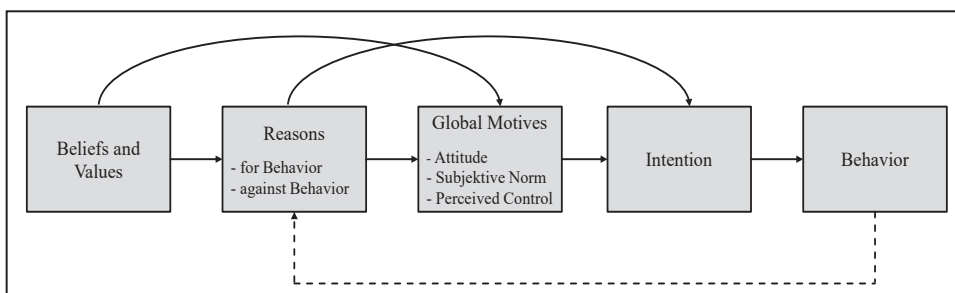 Beliefs and
Values
Reasons
- for Behavior
- against Behavior
Global Motives
- Attitude
- Subjektive Norm
- Perceived Control
Intention
Behavior